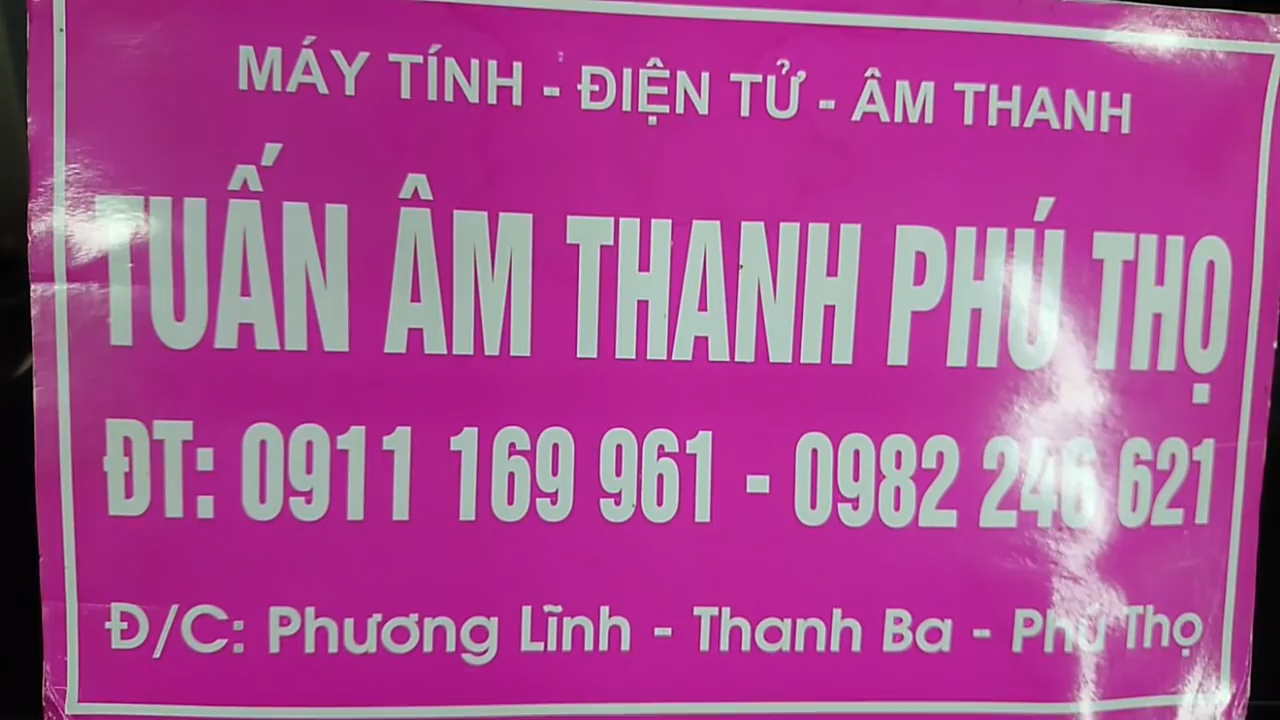 MÁY TÍNH - ĐIỆN TỬ - ÂM THANH
TUẤN ÂM THANH PHÚ THỌ
ĐT: 0911 169 961 - 0982 246 621
Đ/C: Phương Lĩnh - Thanh Ba - Phú Thọ